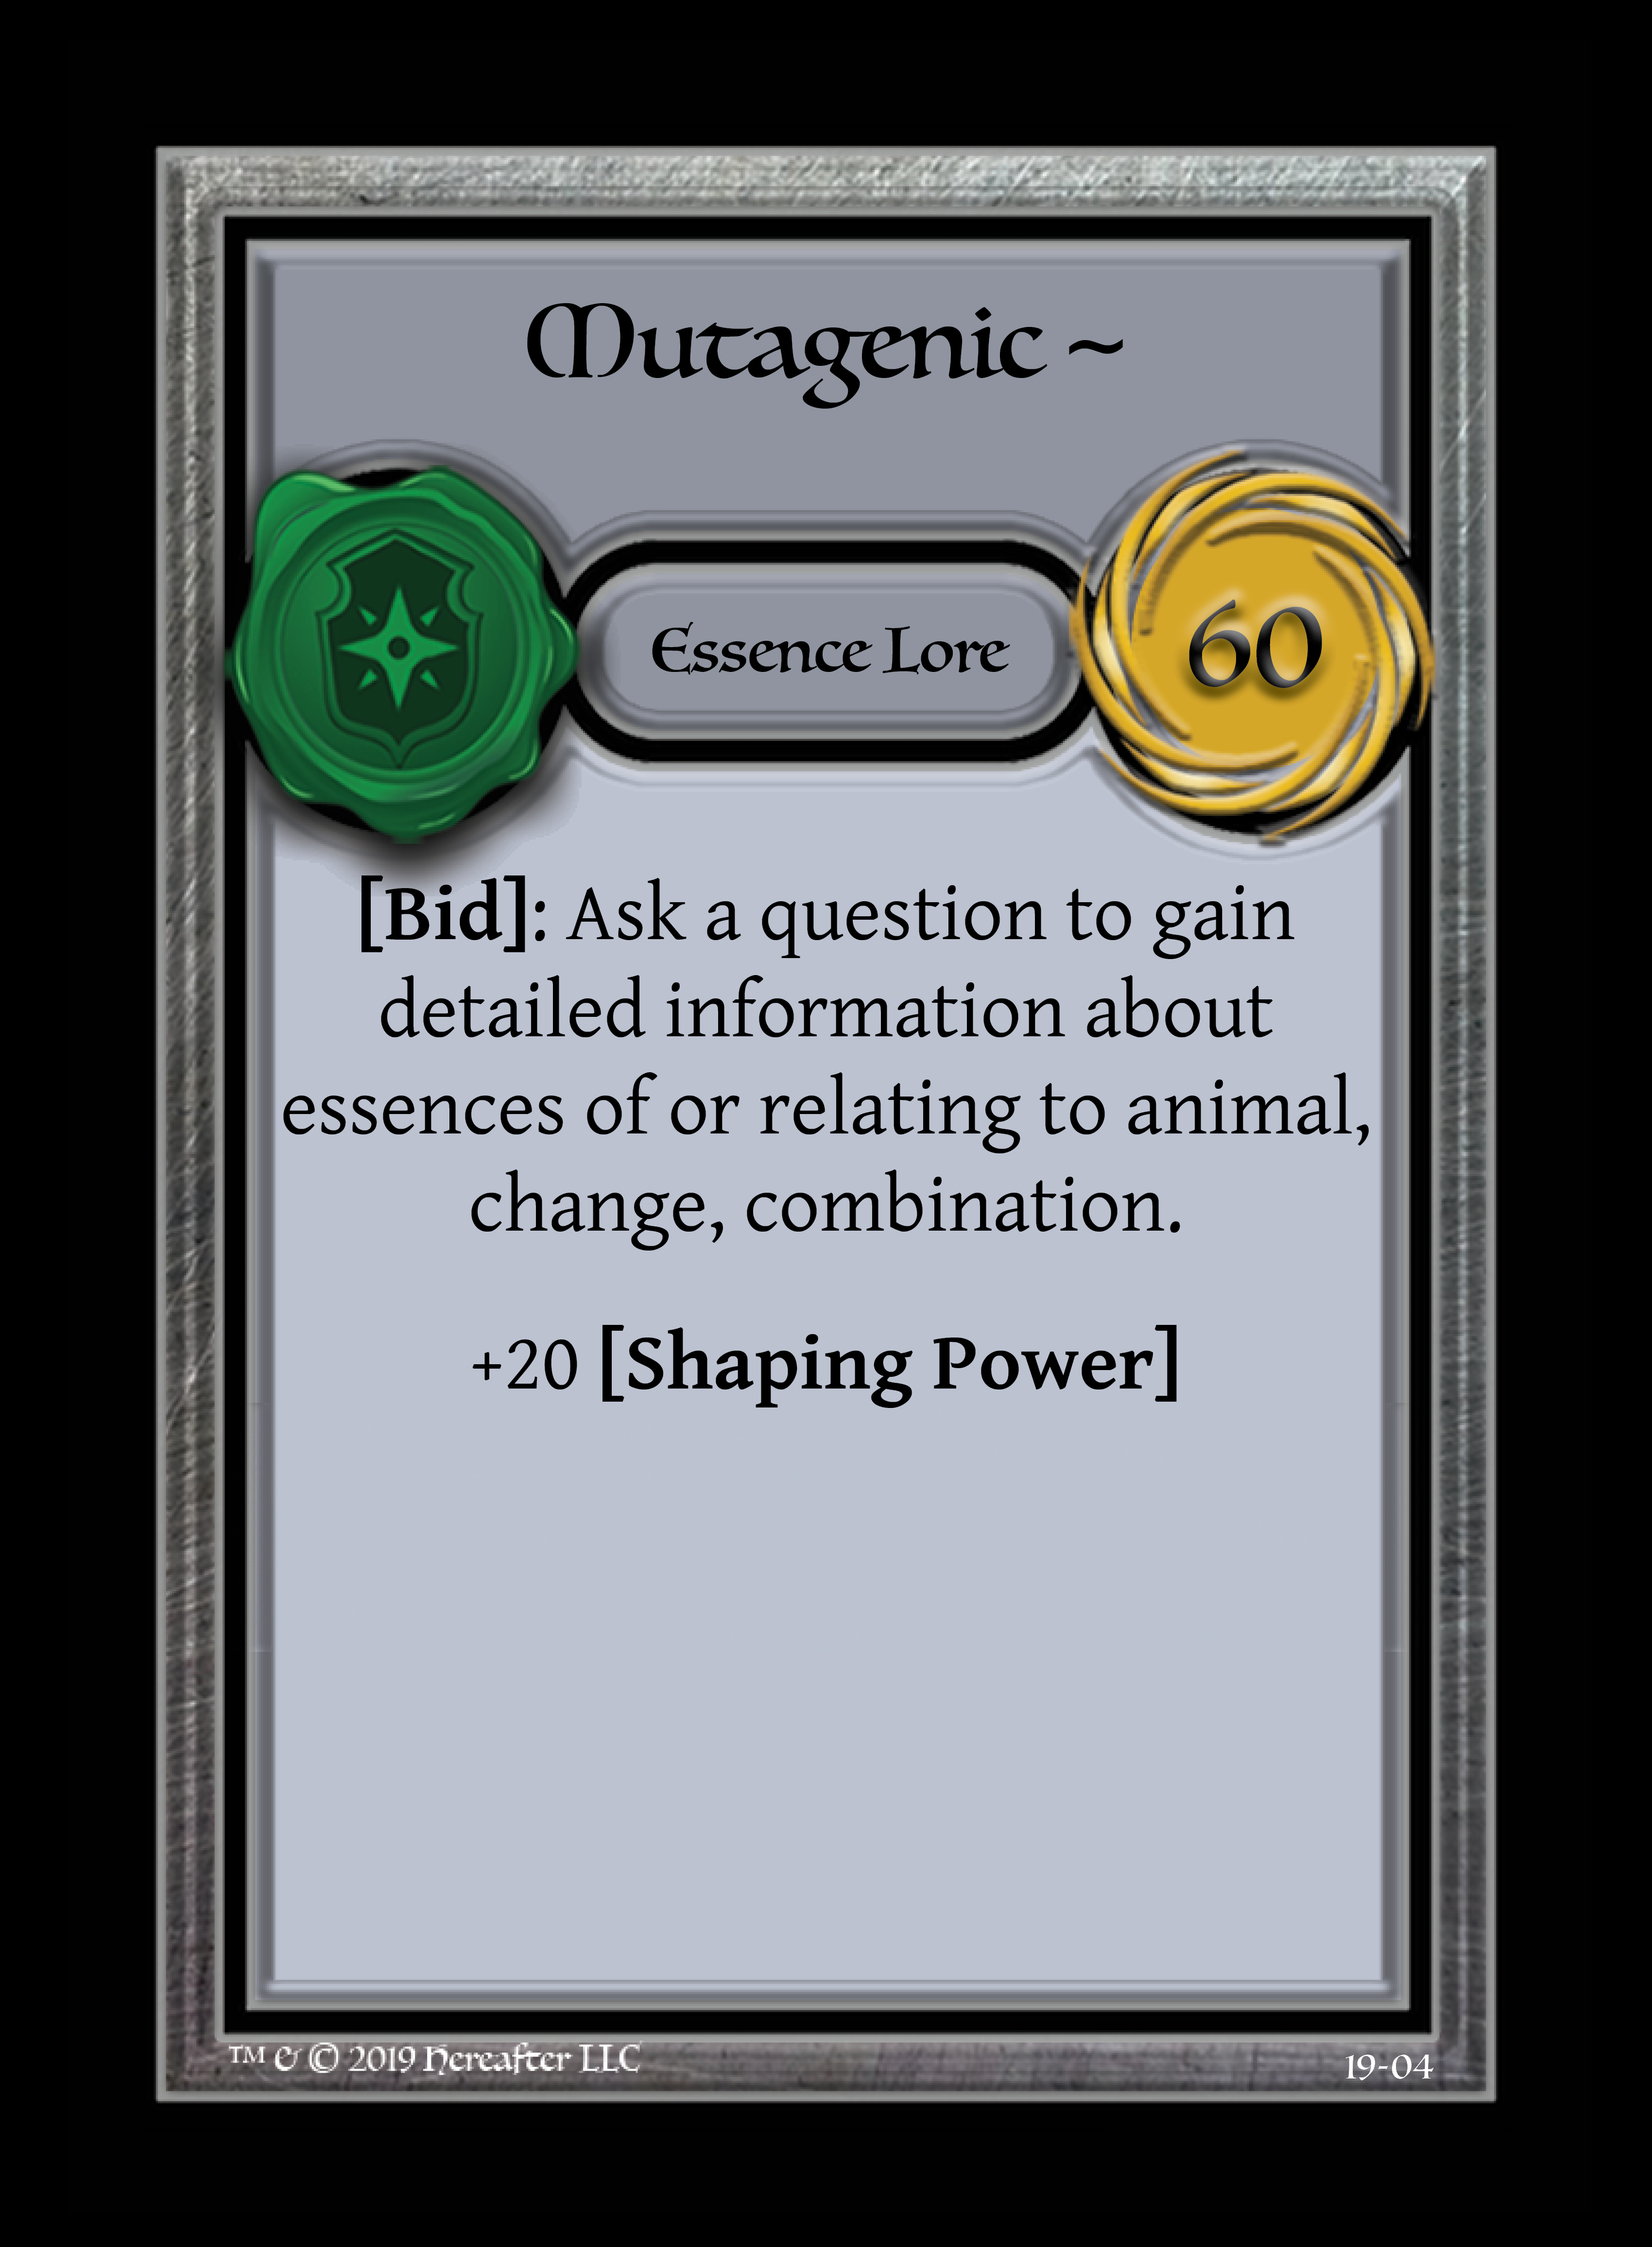 Mutagenic ~
Essence Lore
60
[Bid]: Ask a question to gain
detailed information about
essences of or relating to animal,
change, combination.
+20 [Shaping Power]
™ & © 2019 Hereafter LLC
19-04